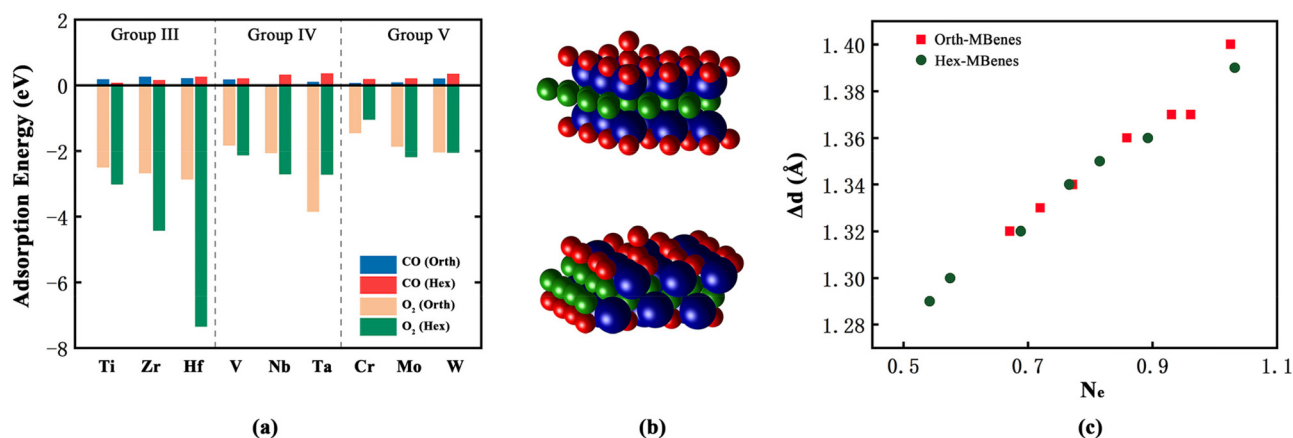 Group III Group IV Group V
Adsorption Energy (eV)
2
0
−2
−4
−6
−8
CO (Orth)
CO (Hex)
O₂ (Orth)
O₂ (Hex)
Ti Zr Hf V Nb Ta Cr Mo W
(a)
(b)
Orth-MBenes
Hex-MBenes
Δd (Å)
1.40
1.38
1.36
1.34
1.32
1.30
1.28
0.5 0.7 0.9 1.1
Nₑ
(c)